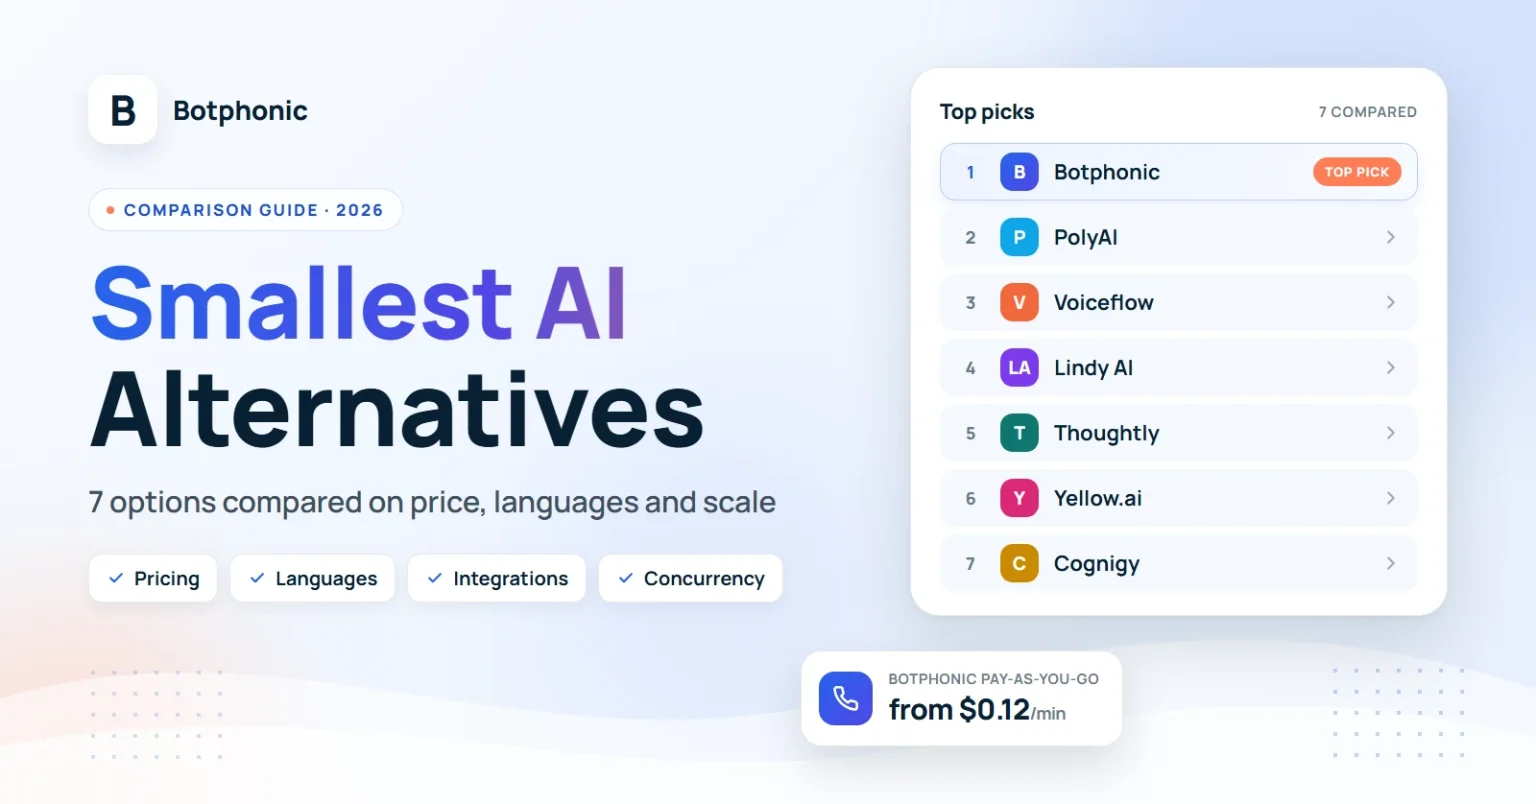 B
Botphonic
COMPARISON GUIDE · 2026
Smallest AI
Alternatives
7 options compared on price, languages and scale
Pricing
Languages
Integrations
Concurrency
Top picks
7 COMPARED
1 B Botphonic TOP PICK
2 P PolyAI
3 V Voiceflow
4 LA Lindy AI
5 T Thoughtly
6 Y Yellow.ai
7 C Cognigy
BOTPHONIC PAY-AS-YOU-GO
from $0.12/min